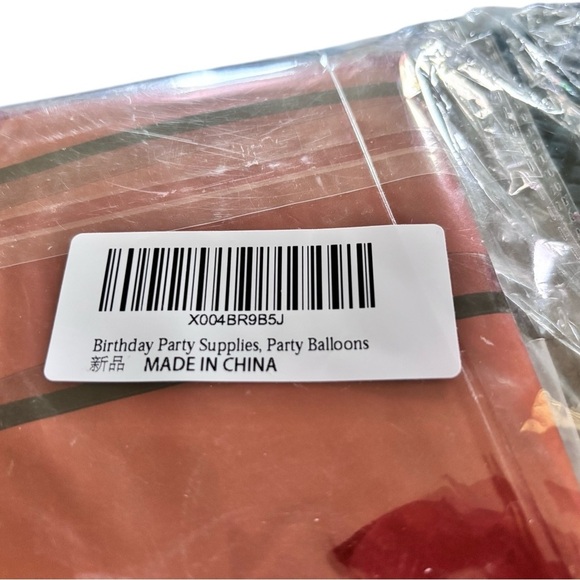 X004BR9B5J
Birthday Party Supplies, Party Balloons
新品 MADE IN CHINA